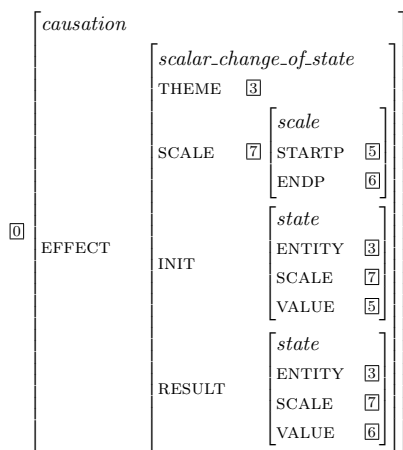 causation
scalar_change_of_state
THEME 3
scale
SCALE 7 STARTP 5
ENDP 6
0
state
EFFECT INIT ENTITY 3
SCALE 7
VALUE 5
state
RESULT ENTITY 3
SCALE 7
VALUE 6